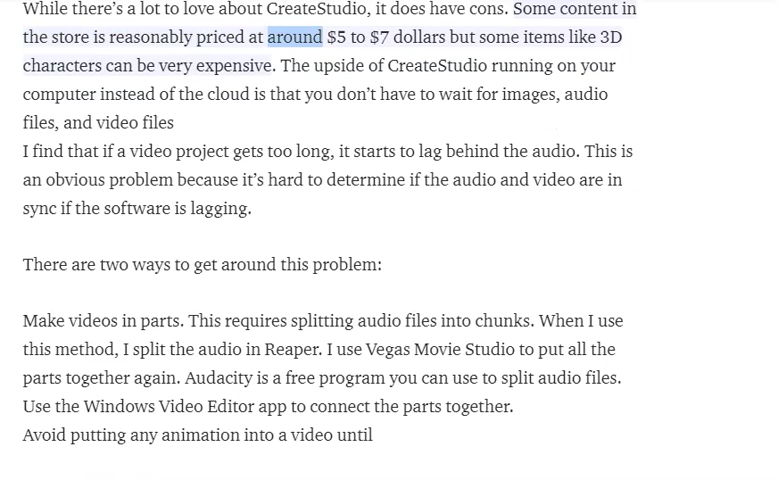 While there's a lot to love about CreateStudio, it does have cons. Some content in
the store is reasonably priced at around $5 to $7 dollars but some items like 3D
characters can be very expensive. The upside of CreateStudio running on your
computer instead of the cloud is that you don't have to wait for images, audio
files, and video files
I find that if a video project gets too long, it starts to lag behind the audio. This is
an obvious problem because it's hard to determine if the audio and video are in
sync if the software is lagging.
There are two ways to get around this problem:
Make videos in parts. This requires splitting audio files into chunks. When I use
this method, I split the audio in Reaper. I use Vegas Movie Studio to put all the
parts together again. Audacity is a free program you can use to split audio files.
Use the Windows Video Editor app to connect the parts together.
Avoid putting any animation into a video until